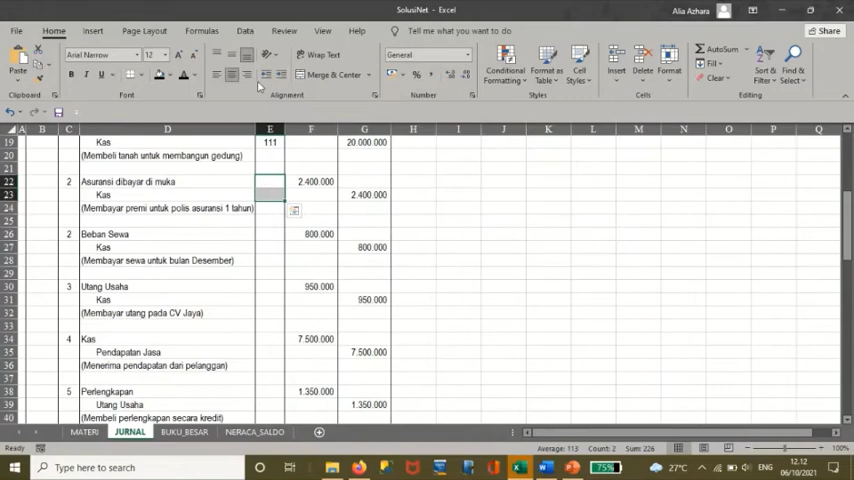 SolusiNet - Excel
Alia Azhara
File Home Insert Page Layout Formulas Data Review View Help Tell me what you want to do Share
Paste Arial Narrow 12 Wrap Text General Conditional Formatting Format as Table Cell Styles Insert Delete Format AutoSum Fill Clear Sort & Filter Find & Select
B I U Merge & Center % ,
Clipboard Font Alignment Number Styles Cells Editing
A B C D E F G H I J K L M N O P Q
19 Kas 111 20.000.000
20 (Membeli tanah untuk membangun gedung)
21
22 2 Asuransi dibayar di muka 2.400.000
23 Kas 2.400.000
24 (Membayar premi untuk polis asuransi 1 tahun)
25
26 2 Beban Sewa 800.000
27 Kas 800.000
28 (Membayar sewa untuk bulan Desember)
29
30 3 Utang Usaha 950.000
31 Kas 950.000
32 (Membayar utang pada CV Jaya)
33
34 4 Kas 7.500.000
35 Pendapatan Jasa 7.500.000
36 (Menerima pendapatan dari pelanggan)
37
38 5 Perlengkapan 1.350.000
39 Utang Usaha 1.350.000
40 (Membeli perlengkapan secara kredit)
MATERI JURNAL BUKU_BESAR NERACA_SALDO
Ready Average: 113 Count: 2 Sum: 226 100%
Type here to search 75% 27°C ENG 12.12
06/10/2021